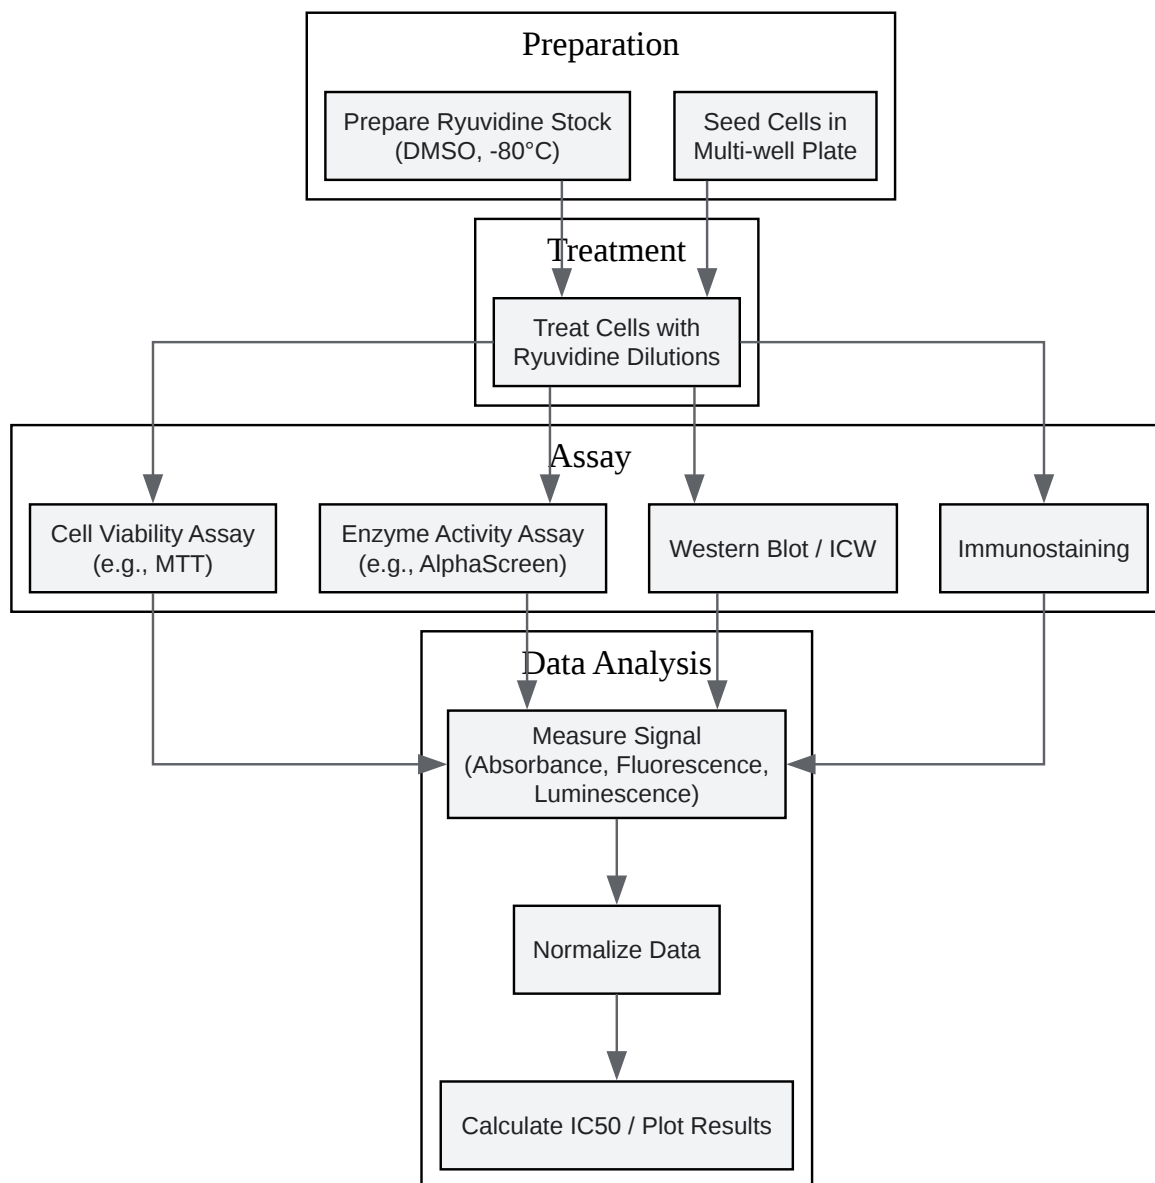 Preparation
Prepare Ryuvidine Stock
(DMSO, -80°C)
Seed Cells in
Multi-well Plate
Treatment
Treat Cells with
Ryuvidine Dilutions
Assay
Cell Viability Assay
(e.g., MTT)
Enzyme Activity Assay
(e.g., AlphaScreen)
Western Blot / ICW
Immunostaining
Data Analysis
Measure Signal
(Absorbance, Fluorescence,
Luminescence)
Normalize Data
Calculate IC50 / Plot Results